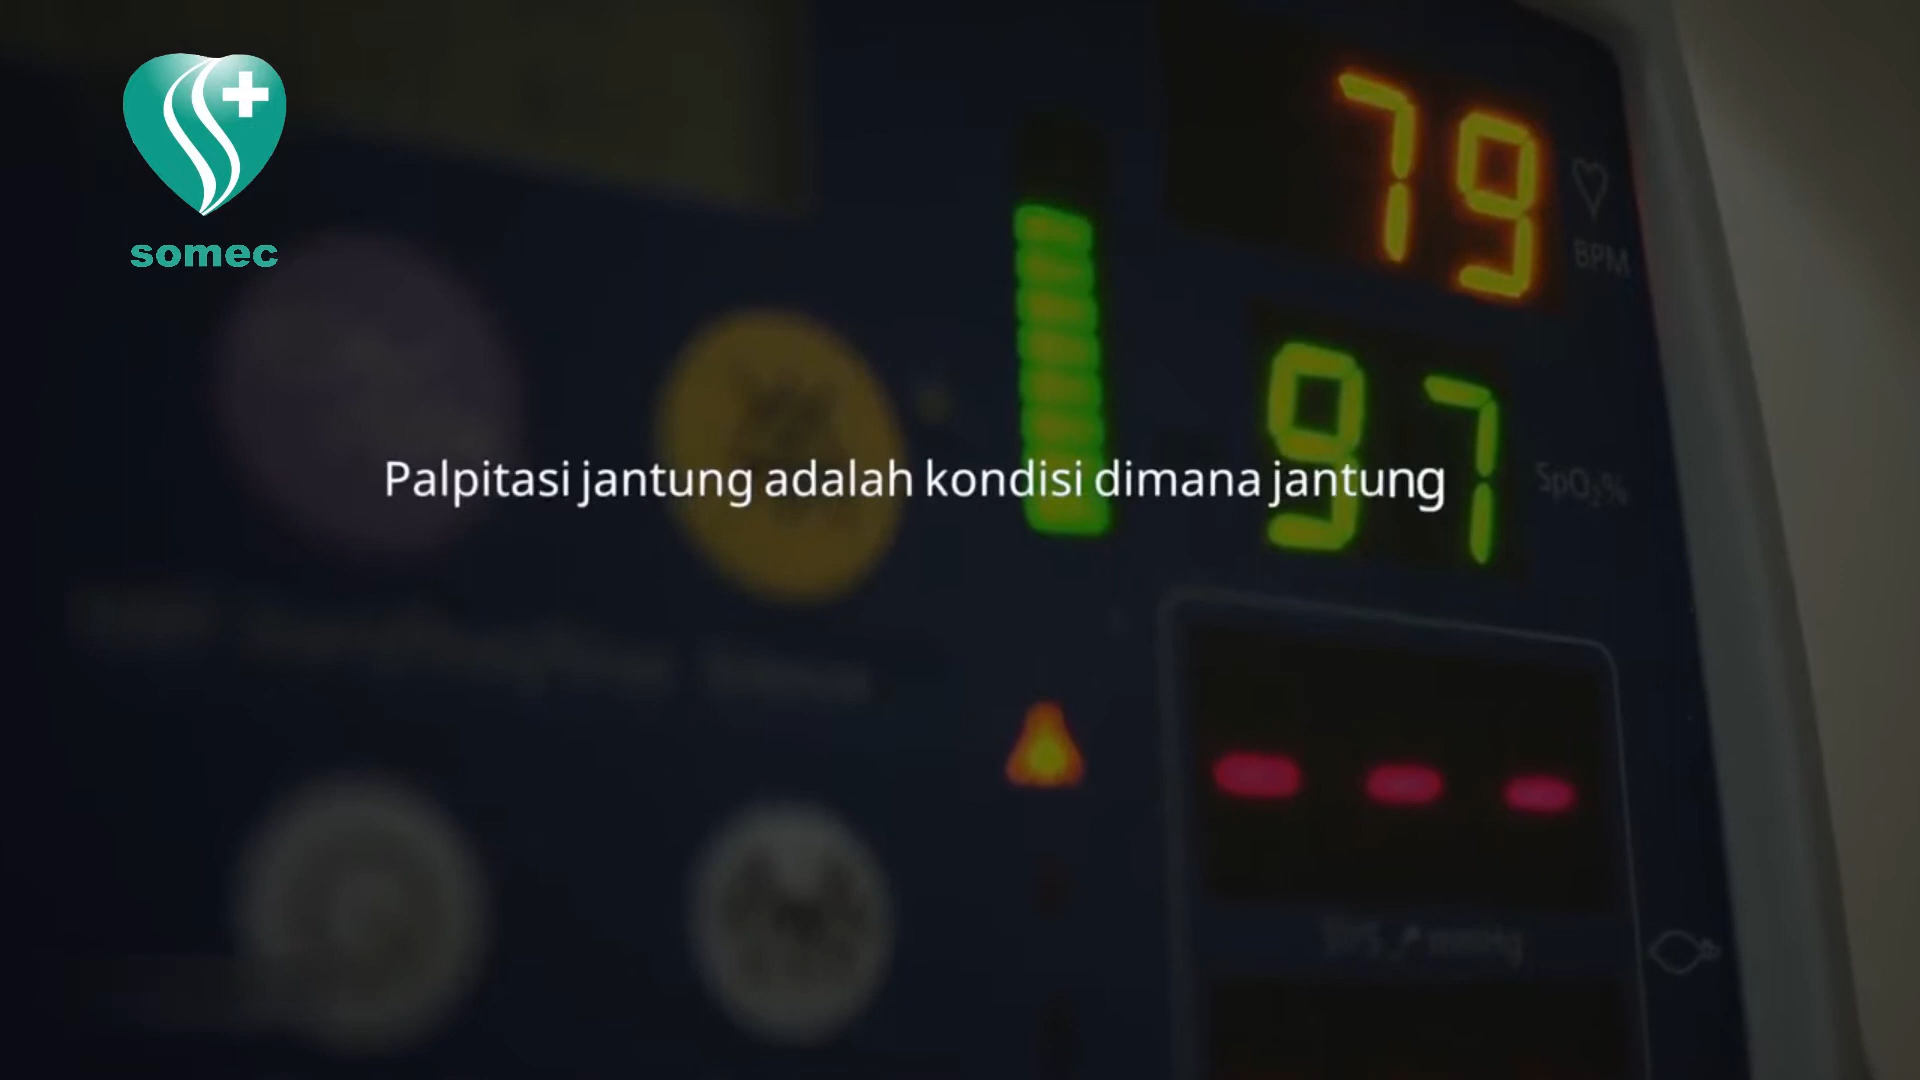 somec
79
BPM
97
SpO₂%
Palpitasi jantung adalah kondisi dimana jantung